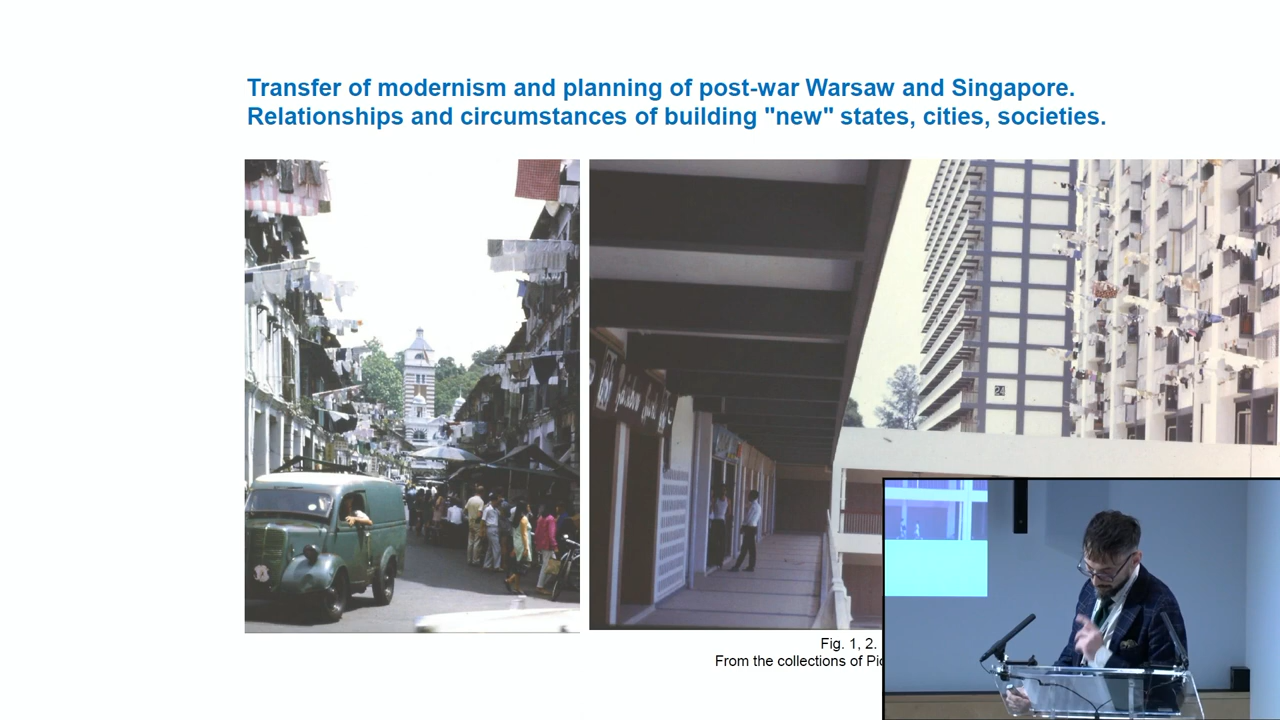 Transfer of modernism and planning of post-war Warsaw and Singapore.
Relationships and circumstances of building "new" states, cities, societies.
24
Fig. 1, 2.
From the collections of